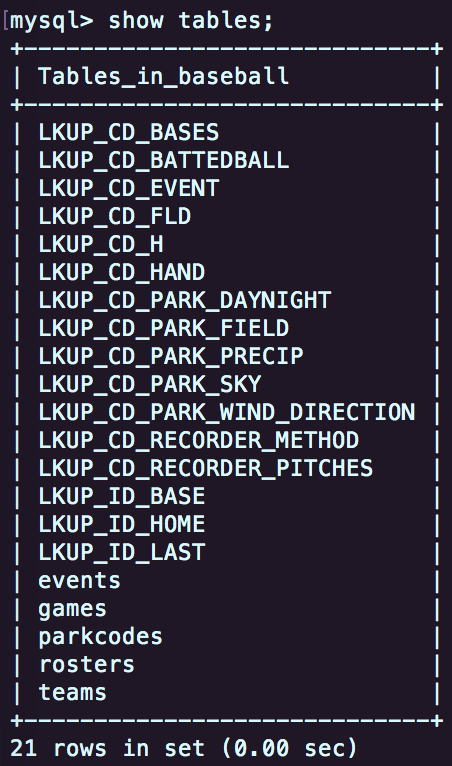 [mysql> show tables;
+------------------------------+
| Tables_in_baseball           |
+------------------------------+
| LKUP_CD_BASES                |
| LKUP_CD_BATTEDBALL           |
| LKUP_CD_EVENT                |
| LKUP_CD_FLD                  |
| LKUP_CD_H                    |
| LKUP_CD_HAND                 |
| LKUP_CD_PARK_DAYNIGHT        |
| LKUP_CD_PARK_FIELD           |
| LKUP_CD_PARK_PRECIP          |
| LKUP_CD_PARK_SKY             |
| LKUP_CD_PARK_WIND_DIRECTION  |
| LKUP_CD_RECORDER_METHOD      |
| LKUP_CD_RECORDER_PITCHES     |
| LKUP_ID_BASE                 |
| LKUP_ID_HOME                 |
| LKUP_ID_LAST                 |
| events                       |
| games                        |
| parkcodes                    |
| rosters                      |
| teams                        |
+------------------------------+
21 rows in set (0.00 sec)